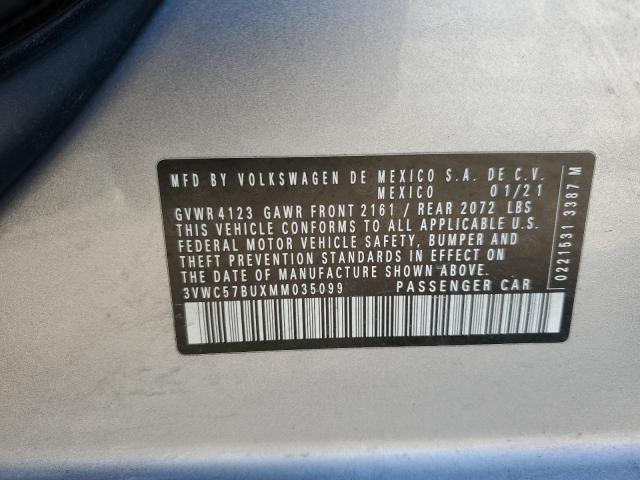 MFD BY VOLKSWAGEN DE MEXICO S.A. DE C.V.
MEXICO 01/21
GVWR 4123 GAWR FRONT 2161 / REAR 2072 LBS
THIS VEHICLE CONFORMS TO ALL APPLICABLE U.S.
FEDERAL MOTOR VEHICLE SAFETY, BUMPER AND
THEFT PREVENTION STANDARDS IN EFFECT ON
THE DATE OF MANUFACTURE SHOWN ABOVE.
3VWC57BUXMM035099 PASSENGER CAR
0221531 3387 M